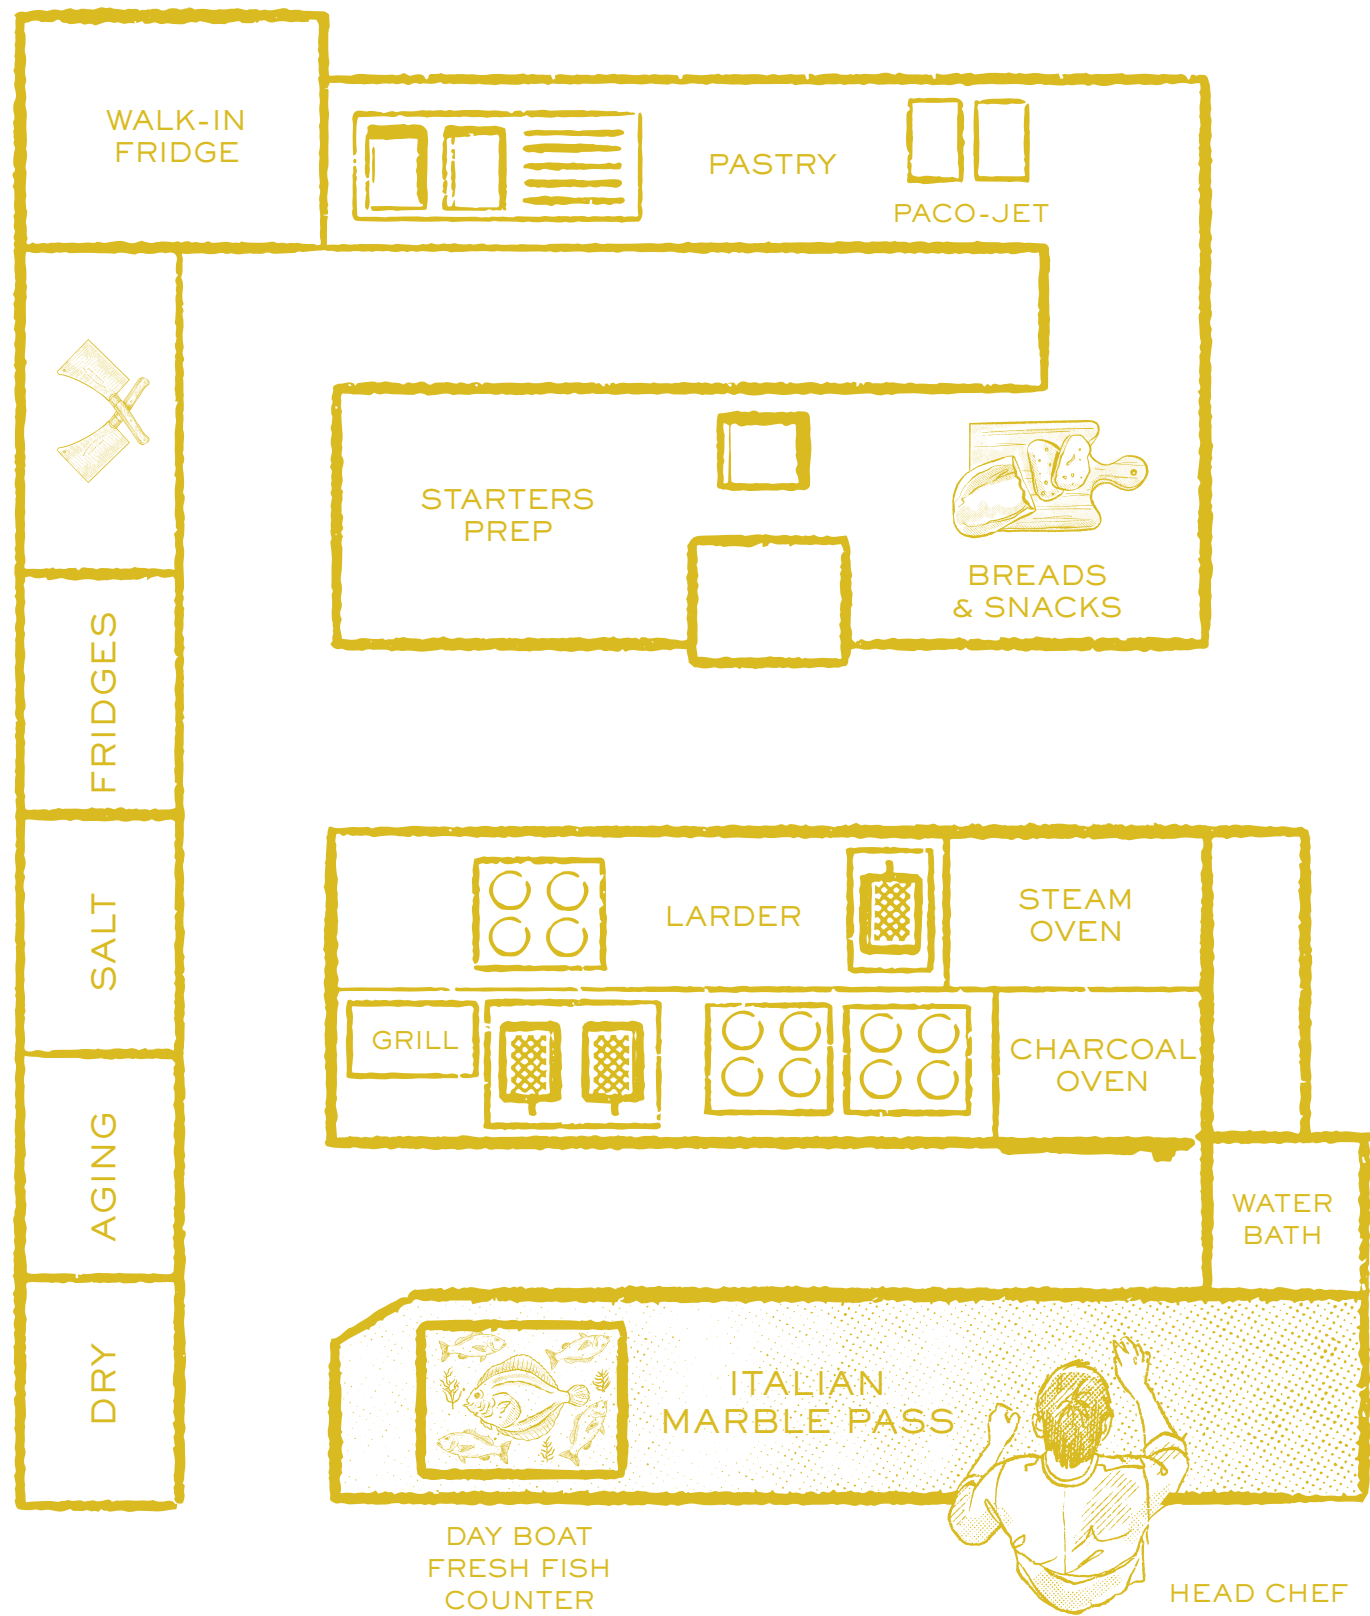 WALK-IN
FRIDGE
PASTRY
PACO-JET
STARTERS
PREP
BREADS
& SNACKS
FRIDGES
SALT
AGING
DRY
LARDER
STEAM
OVEN
GRILL
CHARCOAL
OVEN
WATER
BATH
ITALIAN
MARBLE PASS
DAY BOAT
FRESH FISH
COUNTER
HEAD CHEF